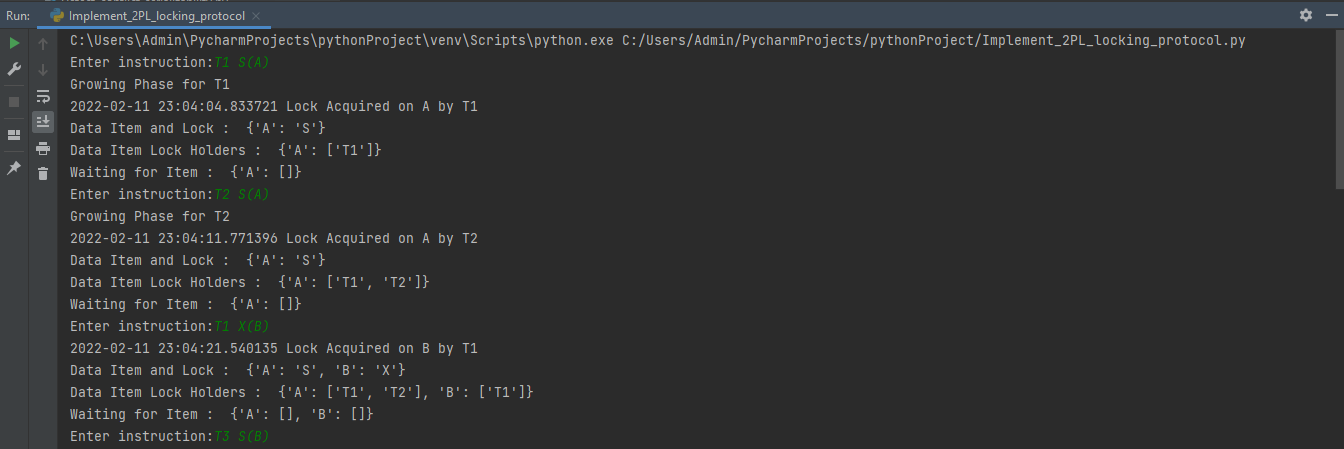 Run: Implement_2PL_locking_protocol
C:\Users\Admin\PycharmProjects\pythonProject\venv\Scripts\python.exe C:/Users/Admin/PycharmProjects/pythonProject/Implement_2PL_locking_protocol.py
Enter instruction:T1 S(A)
Growing Phase for T1
2022-02-11 23:04:04.833721 Lock Acquired on A by T1
Data Item and Lock :  {'A': 'S'}
Data Item Lock Holders :  {'A': ['T1']}
Waiting for Item :  {'A': []}
Enter instruction:T2 S(A)
Growing Phase for T2
2022-02-11 23:04:11.771396 Lock Acquired on A by T2
Data Item and Lock :  {'A': 'S'}
Data Item Lock Holders :  {'A': ['T1', 'T2']}
Waiting for Item :  {'A': []}
Enter instruction:T1 X(B)
2022-02-11 23:04:21.540135 Lock Acquired on B by T1
Data Item and Lock :  {'A': 'S', 'B': 'X'}
Data Item Lock Holders :  {'A': ['T1', 'T2'], 'B': ['T1']}
Waiting for Item :  {'A': [], 'B': []}
Enter instruction:T3 S(B)